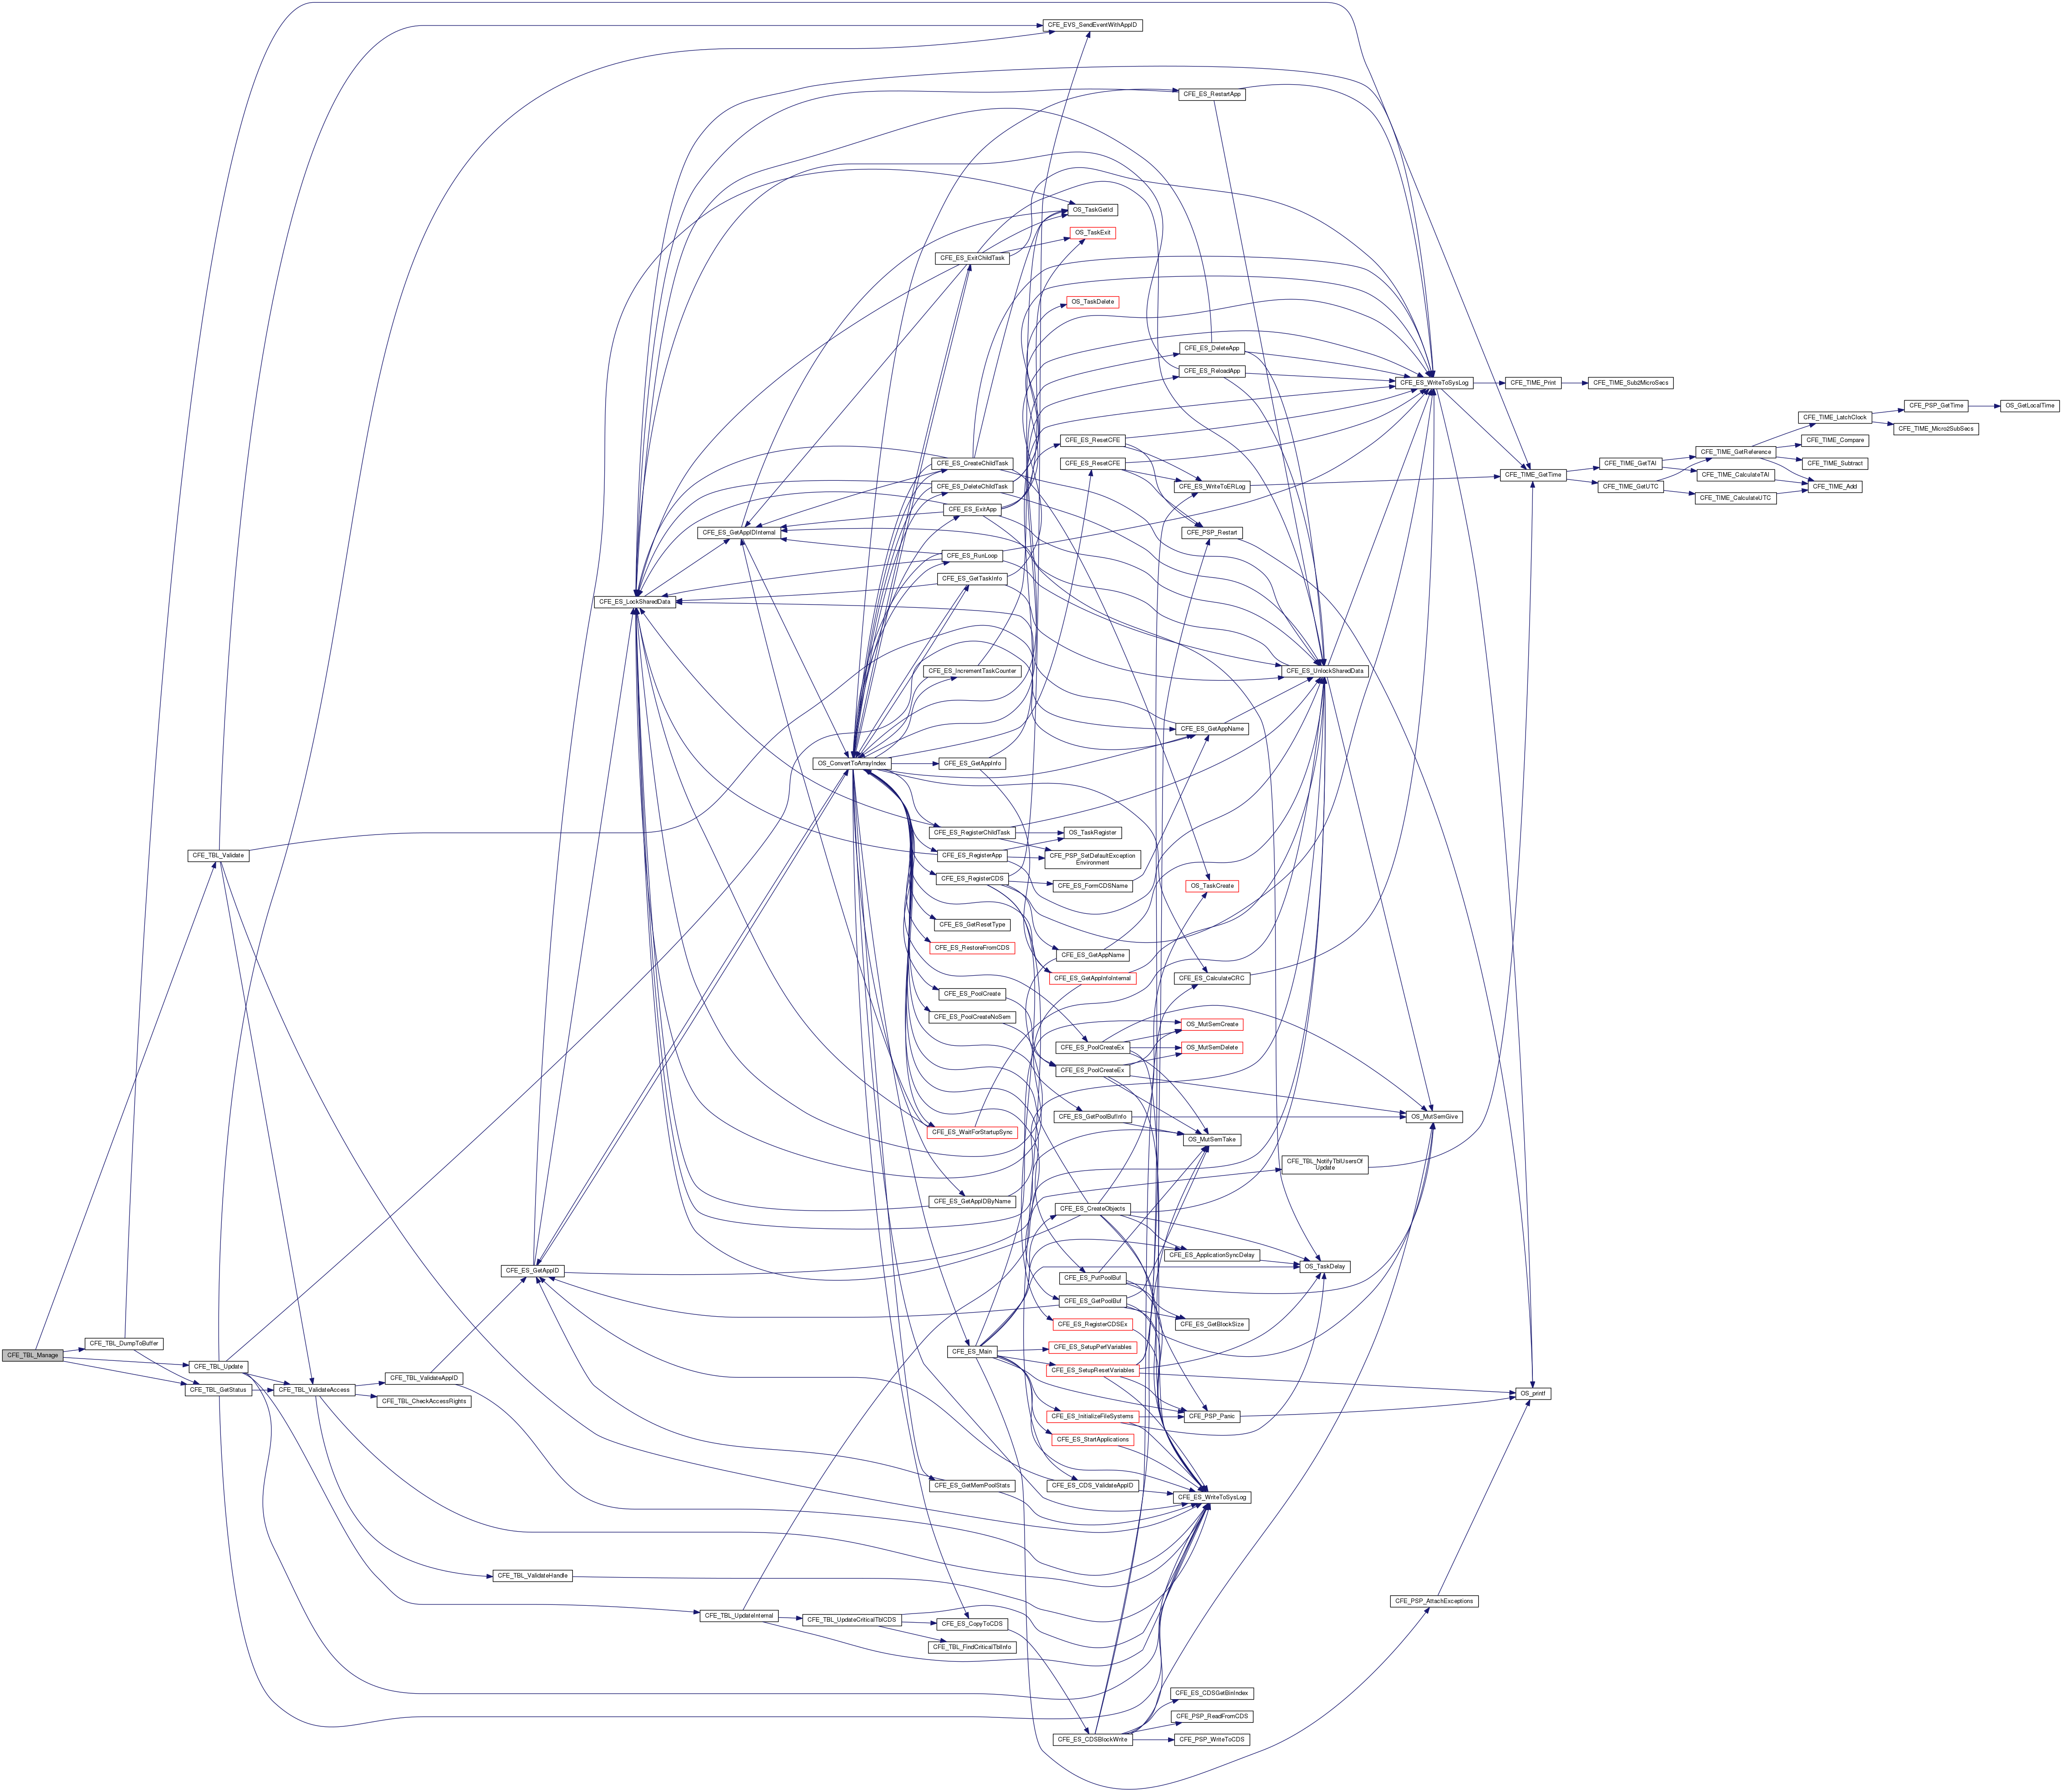 CFE_EVS_SendEventWithAppID
CFE_ES_RestartApp
OS_TaskGetId
OS_TaskExit
CFE_ES_ExitChildTask
OS_TaskDelete
CFE_ES_DeleteApp
CFE_ES_ReloadApp
CFE_ES_WriteToSysLog
CFE_TIME_Print
CFE_TIME_Sub2MicroSecs
CFE_PSP_GetTime
OS_GetLocalTime
CFE_TIME_LatchClock
CFE_TIME_Micro2SubSecs
CFE_ES_ResetCFE
CFE_TIME_Compare
CFE_TIME_GetReference
CFE_ES_CreateChildTask
CFE_ES_ResetCFE
CFE_TIME_GetTAI
CFE_TIME_Subtract
CFE_TIME_GetTime
CFE_TIME_CalculateTAI
CFE_ES_DeleteChildTask
CFE_ES_WriteToERLog
CFE_TIME_GetUTC
CFE_TIME_Add
CFE_TIME_CalculateUTC
CFE_ES_ExitApp
CFE_ES_GetAppIDInternal
CFE_PSP_Restart
CFE_ES_RunLoop
CFE_ES_GetTaskInfo
CFE_ES_LockSharedData
CFE_ES_IncrementTaskCounter
CFE_ES_UnlockSharedData
CFE_ES_GetAppName
OS_ConvertToArrayIndex
CFE_ES_GetAppInfo
CFE_ES_RegisterChildTask
OS_TaskRegister
CFE_TBL_Validate
CFE_ES_RegisterApp
CFE_PSP_SetDefaultException
Environment
CFE_ES_RegisterCDS
CFE_ES_FormCDSName
OS_TaskCreate
CFE_ES_GetResetType
CFE_ES_RestoreFromCDS
CFE_ES_GetAppName
CFE_ES_GetAppInfoInternal
CFE_ES_CalculateCRC
CFE_ES_PoolCreate
CFE_ES_PoolCreateNoSem
OS_MutSemCreate
CFE_ES_PoolCreateEx
OS_MutSemDelete
CFE_ES_PoolCreateEx
CFE_ES_GetPoolBufInfo
OS_MutSemGive
CFE_ES_WaitForStartupSync
OS_MutSemTake
CFE_TBL_NotifyTblUsersOf
Update
CFE_ES_GetAppIDByName
CFE_ES_CreateObjects
CFE_ES_ApplicationSyncDelay
OS_TaskDelay
CFE_ES_GetAppID
CFE_ES_PutPoolBuf
CFE_ES_GetPoolBuf
CFE_ES_RegisterCDSEx
CFE_ES_GetBlockSize
CFE_TBL_DumpToBuffer
CFE_TBL_Manage
CFE_ES_Main
CFE_ES_SetupPerfVariables
CFE_TBL_Update
CFE_ES_SetupResetVariables
CFE_TBL_ValidateAppID
CFE_TBL_GetStatus
CFE_TBL_ValidateAccess
OS_printf
CFE_TBL_CheckAccessRights
CFE_ES_InitializeFileSystems
CFE_PSP_Panic
CFE_ES_StartApplications
CFE_ES_GetMemPoolStats
CFE_ES_CDS_ValidateAppID
CFE_ES_WriteToSysLog
CFE_TBL_ValidateHandle
CFE_PSP_AttachExceptions
CFE_TBL_UpdateInternal
CFE_TBL_UpdateCriticalTblCDS
CFE_ES_CopyToCDS
CFE_TBL_FindCriticalTblInfo
CFE_ES_CDSGetBinIndex
CFE_PSP_ReadFromCDS
CFE_ES_CDSBlockWrite
CFE_PSP_WriteToCDS